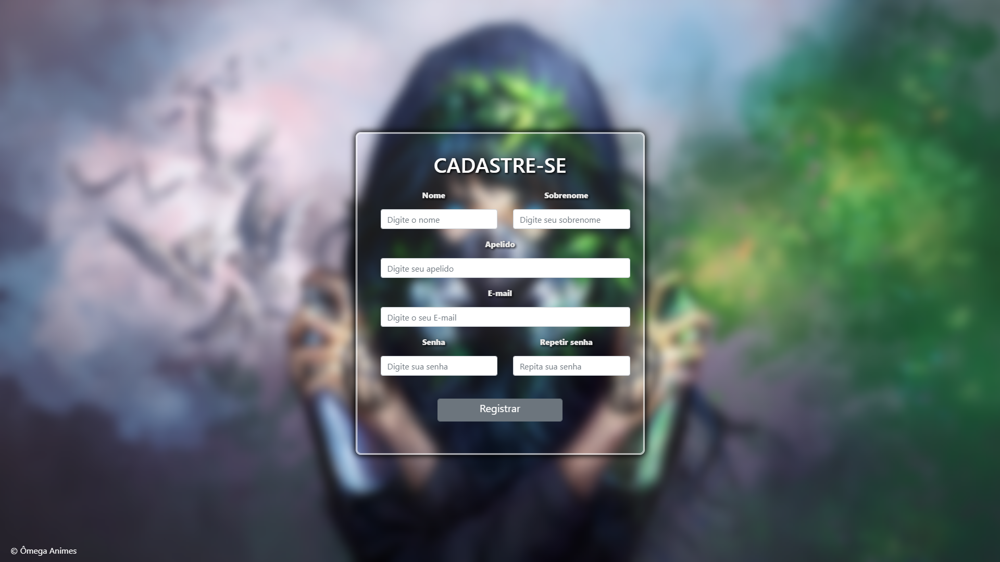 CADASTRE-SE
Nome
Sobrenome
Digite o nome
Digite seu sobrenome
Apelido
Digite seu apelido
E-mail
Digite o seu E-mail
Senha
Repetir senha
Digite sua senha
Repita sua senha
Registrar
© Ômega Animes